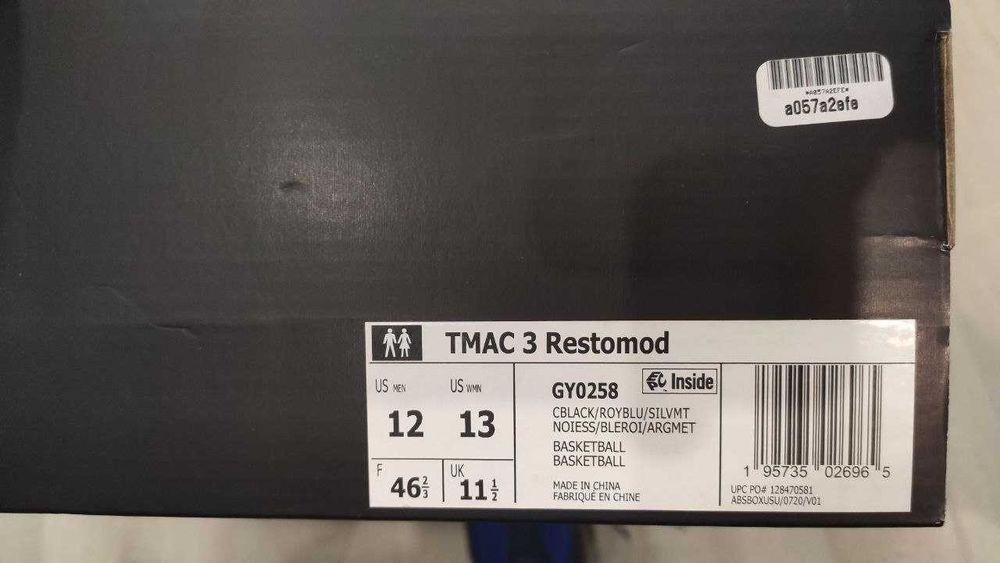 *A057A2EFE*
a057a2efe
TMAC 3 Restomod
US MEN
12
US WMN
13
F
46 2/3
UK
11 1/2
GY0258
Inside
CBLACK/ROYBLU/SILVMT
NOIESS/BLEROI/ARGMET
BASKETBALL
BASKETBALL
MADE IN CHINA
FABRIQUÉ EN CHINE
1 95735 02696 5
UPC PO# 128470581
ABSBOXUSU/0720/V01